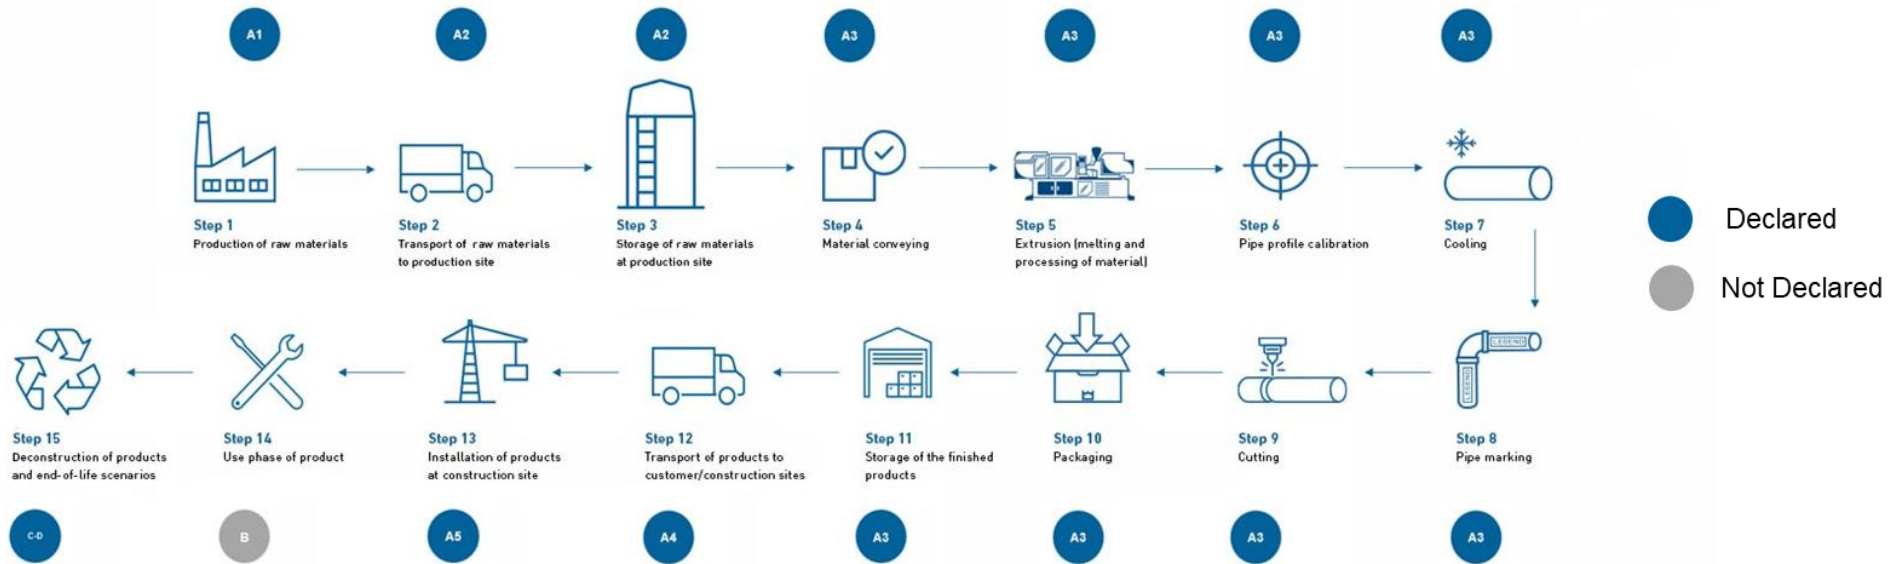 A1
A2
A2
A3
A3
A3
A3
Step 1
Production of raw materials
Step 2
Transport of raw materials
to production site
Step 3
Storage of raw materials
at production site
Step 4
Material conveying
Step 5
Extrusion (melting and
processing of material)
Step 6
Pipe profile calibration
Step 7
Cooling
Declared
Not Declared
LEGEND
LEGEND
Step 15
Deconstruction of products
and end-of-life scenarios
Step 14
Use phase of product
Step 13
Installation of products
at construction site
Step 12
Transport of products to
customer/construction sites
Step 11
Storage of the finished
products
Step 10
Packaging
Step 9
Cutting
Step 8
Pipe marking
C-D
B
A5
A4
A3
A3
A3
A3